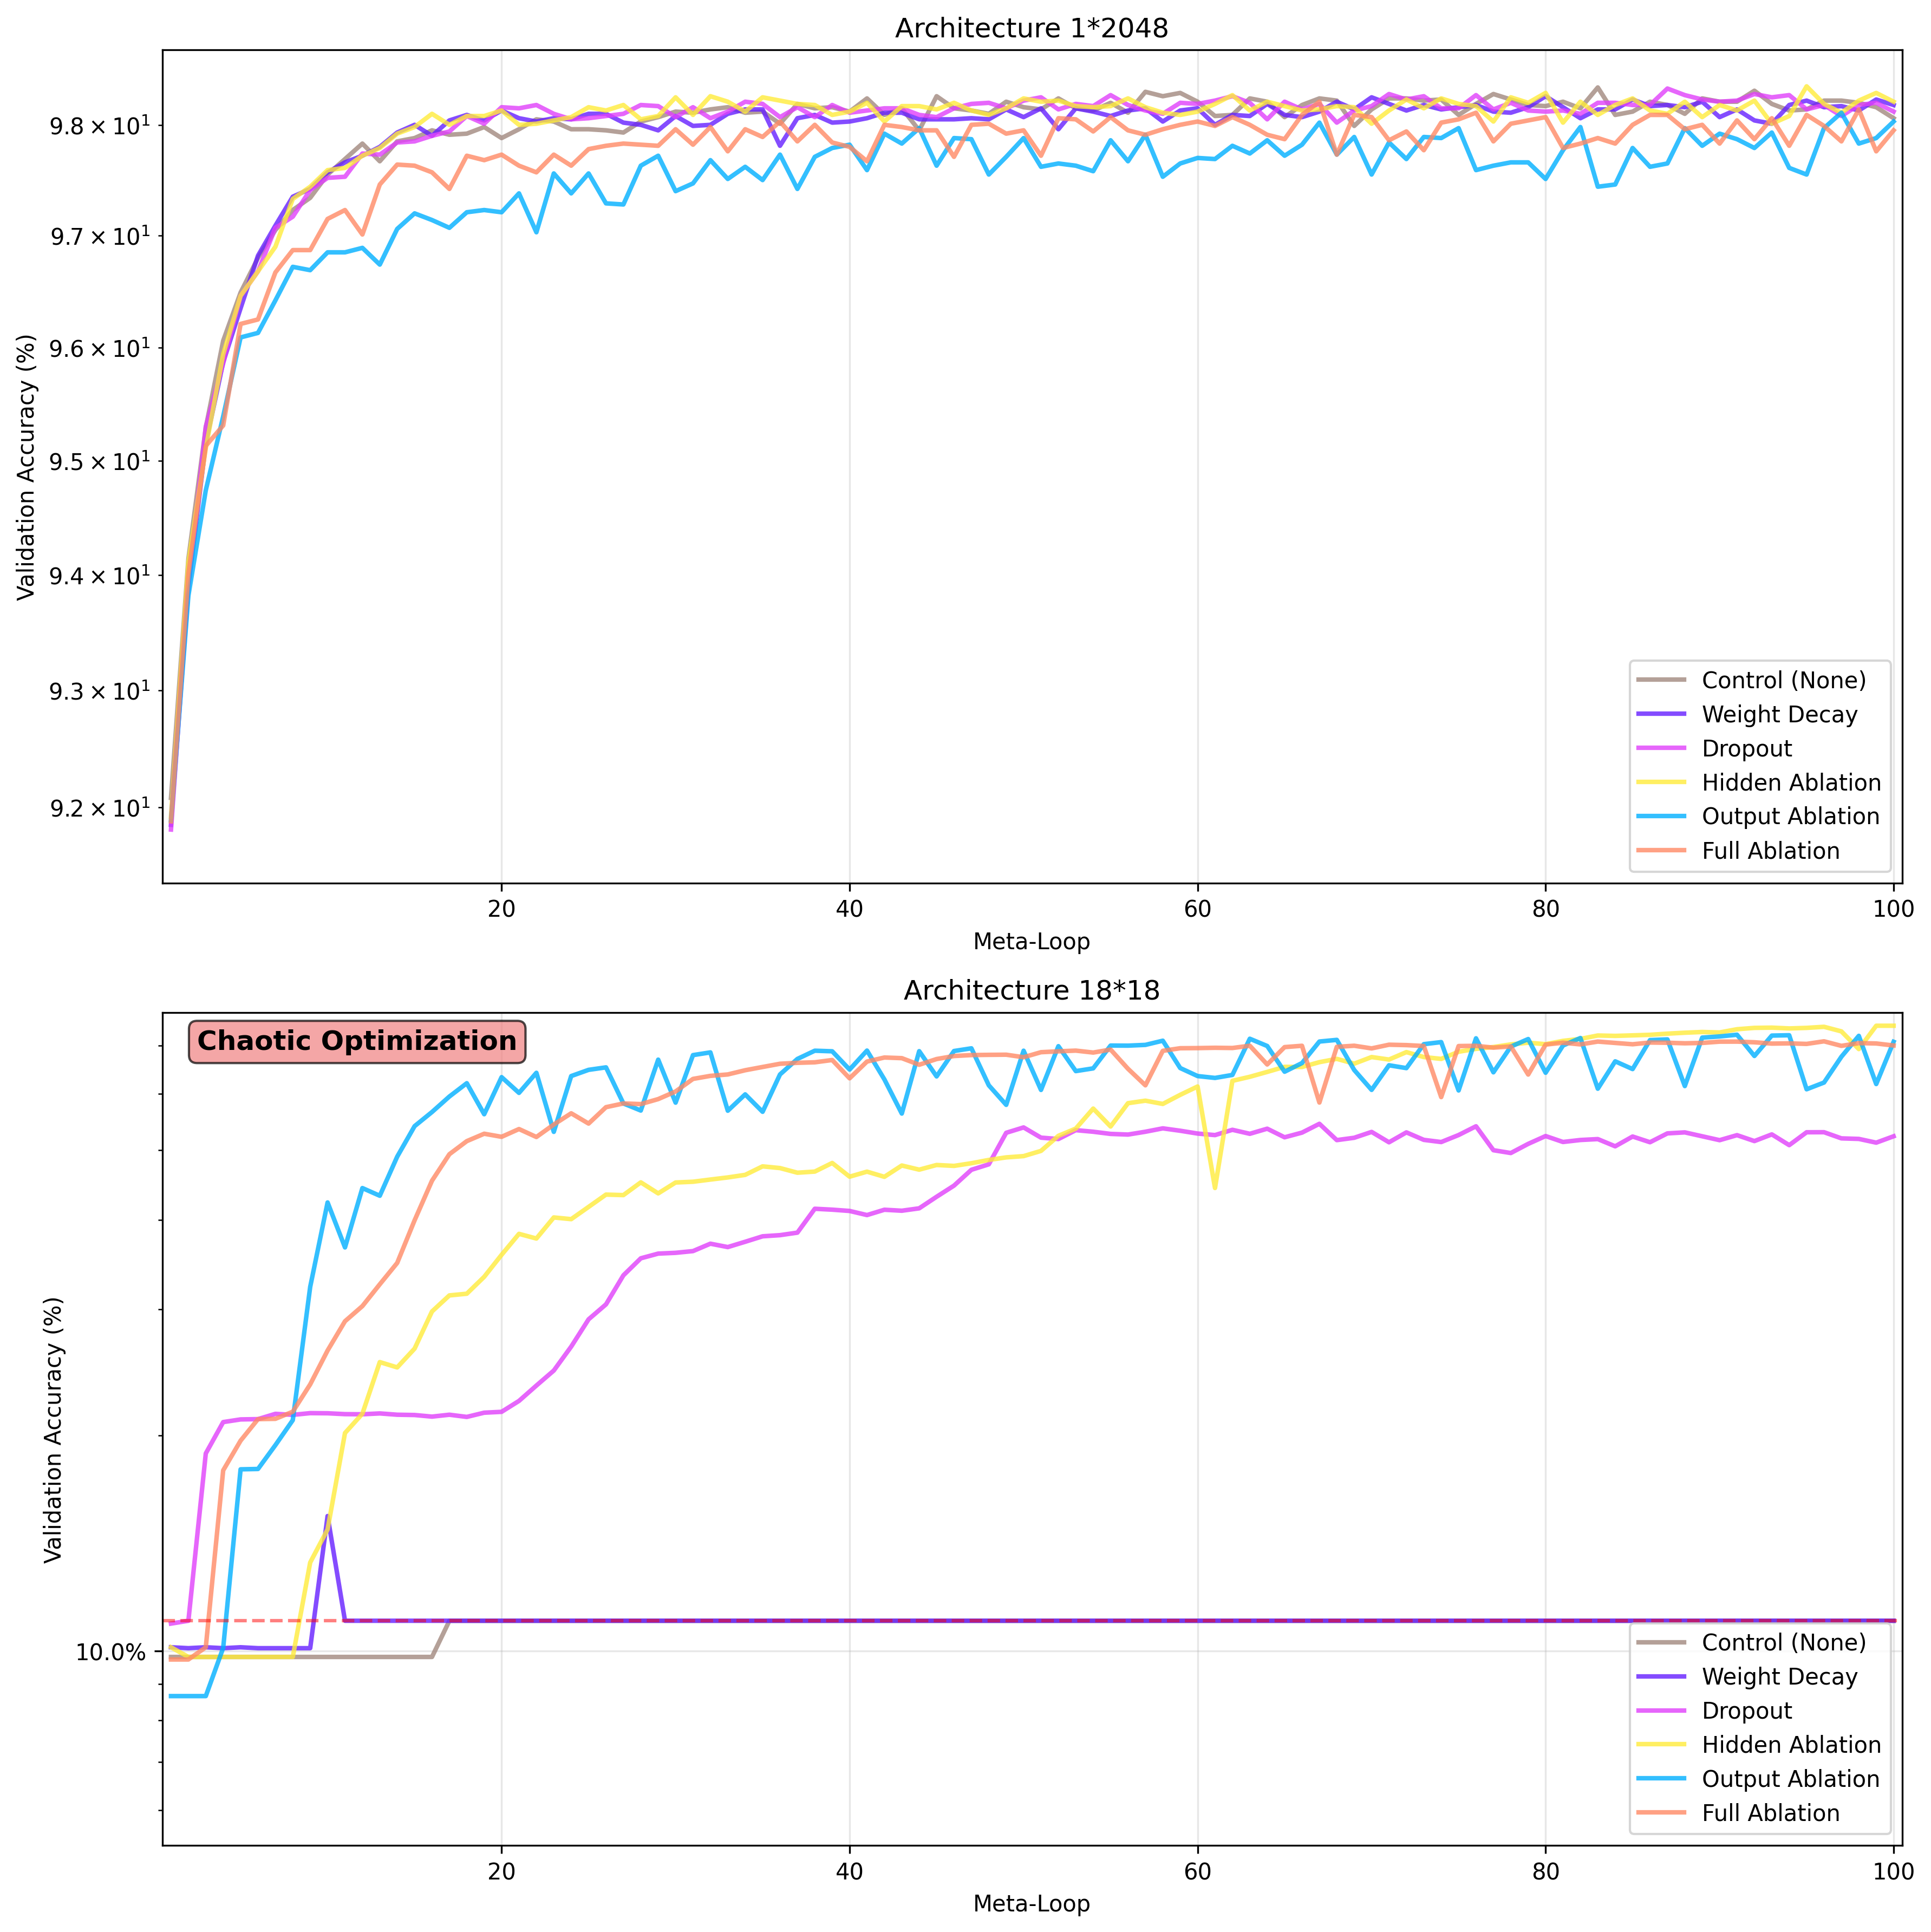 Architecture 1*2048
Validation Accuracy (%)
9.8 × 10¹
9.7 × 10¹
9.6 × 10¹
9.5 × 10¹
9.4 × 10¹
9.3 × 10¹
9.2 × 10¹
Control (None)
Weight Decay
Dropout
Hidden Ablation
Output Ablation
Full Ablation
20 40 60 80 100
Meta-Loop
Architecture 18*18
Chaotic Optimization
Validation Accuracy (%)
10.0%
Control (None)
Weight Decay
Dropout
Hidden Ablation
Output Ablation
Full Ablation
20 40 60 80 100
Meta-Loop